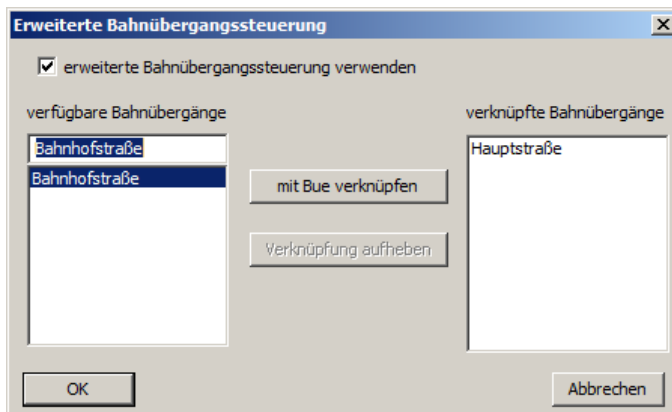 Erweiterte Bahnübergangssteuerung
erweiterte Bahnübergangssteuerung verwenden
verfügbare Bahnübergänge
verknüpfte Bahnübergänge
Bahnhofstraße
Bahnhofstraße
Hauptstraße
mit Bue verknüpfen
Verknüpfung aufheben
OK
Abbrechen